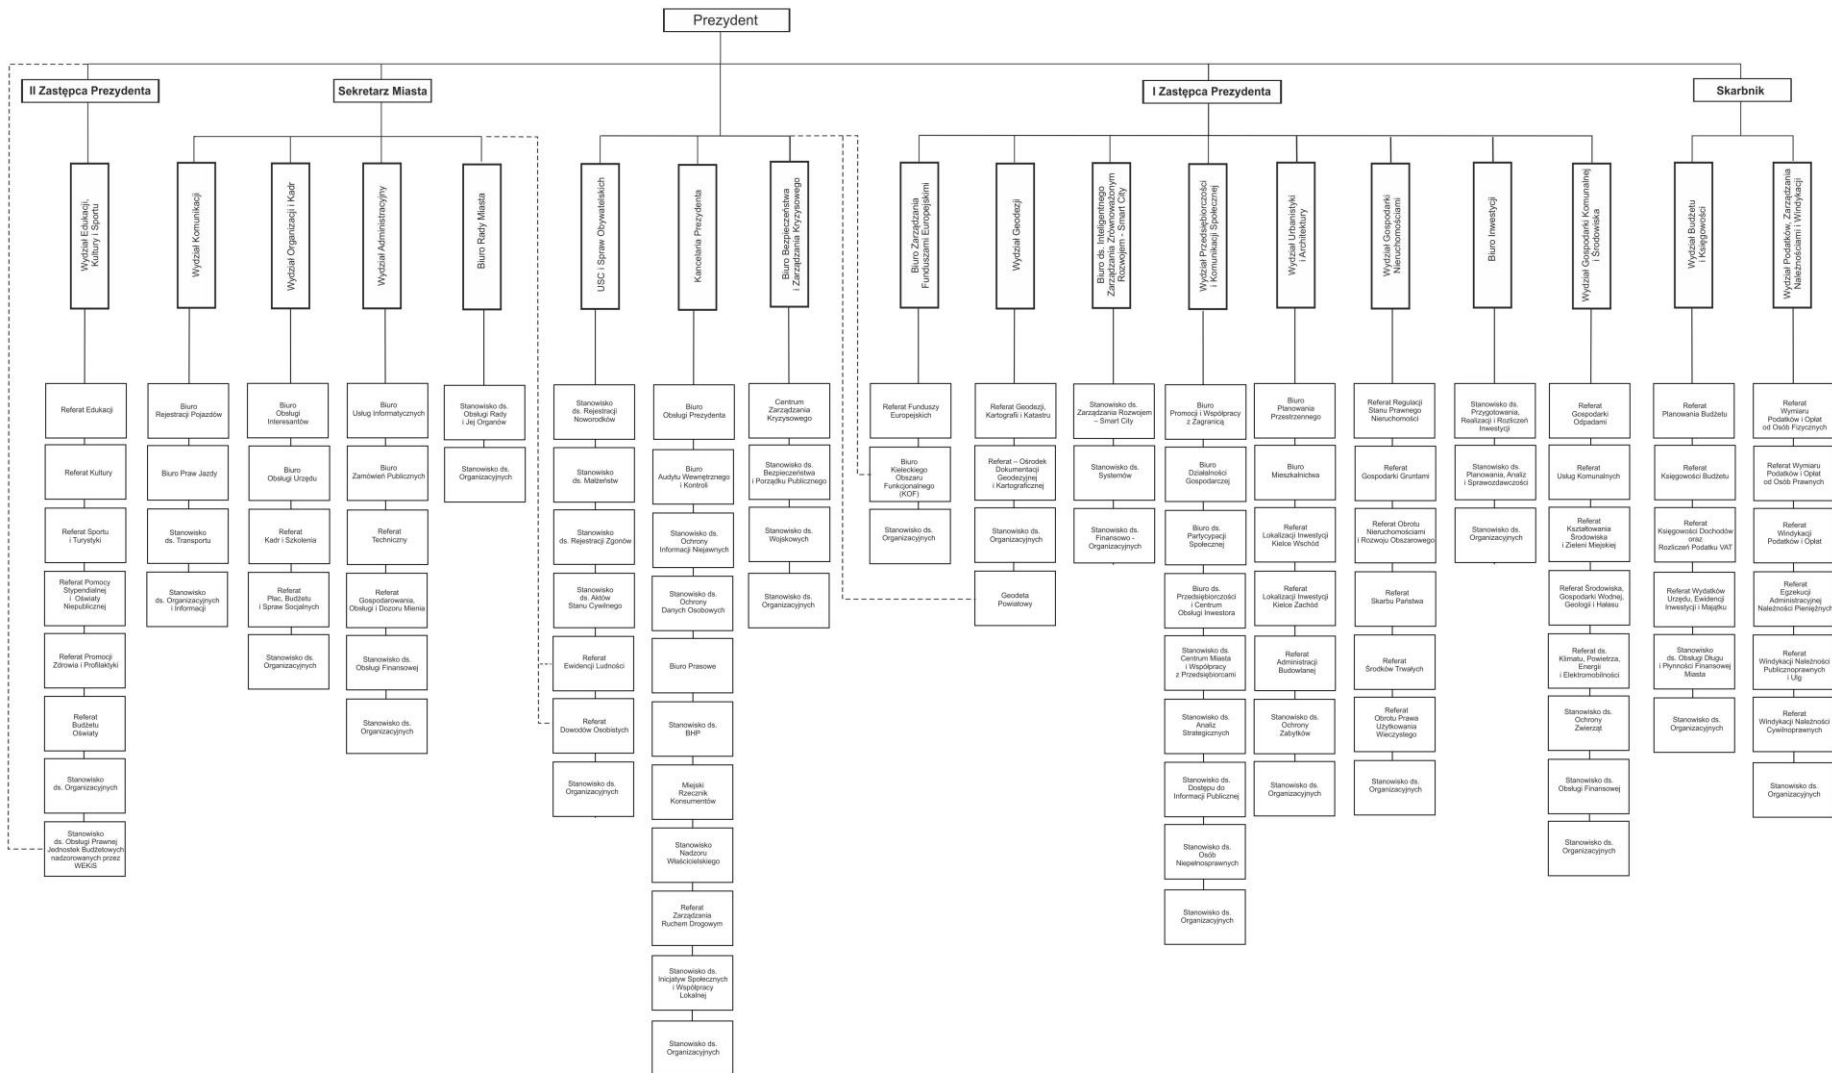 Prezydent
II Zastępca Prezydenta
Sekretarz Miasta
I Zastępca Prezydenta
Skarbnik
Wydział Edukacji,
Kultury i Sportu
Wydział Komunikacji
Wydział Organizacji i Kadr
Wydział Administracyjny
Biuro Rady Miasta
USC i Spraw Obywatelskich
Kancelaria Prezydenta
Biuro Bezpieczeństwa
i Zarządzania Kryzysowego
Biuro Zarządzania
Funduszami Europejskimi
Wydział Geodezji
Biuro ds. Inteligentnego
Zarządzania Zrównoważonym
Rozwojem - Smart City
Wydział Przedsiębiorczości
i Komunikacji Społecznej
Wydział Urbanistyki
i Architektury
Wydział Gospodarki
Nieruchomościami
Biuro Inwestycji
Wydział Gospodarki Komunalnej
i Środowiska
Wydział Budżetu
i Księgowości
Wydział Podatków, Zarządzania
Należnościami i Windykacji
Referat Edukacji
Referat Kultury
Referat Sportu
i Turystyki
Referat Pomocy
Stypendialnej
i Oświaty
Niepublicznej
Referat Promocji
Zdrowia i Profilaktyki
Referat
Budżetu
Oświaty
Stanowisko
ds. Organizacyjnych
Stanowisko
ds. Obsługi Prawnej
Jednostek Budżetowych
nadzorowanych przez
WEKiS
Biuro
Rejestracji Pojazdów
Biuro Praw Jazdy
Stanowisko
ds. Transportu
Stanowisko
ds. Organizacyjnych
i Informacji
Biuro
Obsługi
Interesantów
Biuro
Obsługi Urzędu
Referat
Kadr i Szkolenia
Referat
Płac, Budżetu
i Spraw Socjalnych
Stanowisko ds.
Organizacyjnych
Biuro
Usług Informatycznych
Biuro
Zamówień Publicznych
Referat
Techniczny
Referat
Gospodarowania,
Obsługi i Dozoru Mienia
Stanowisko ds.
Obsługi Finansowej
Stanowisko ds.
Organizacyjnych
Stanowisko ds.
Obsługi Rady
i Jej Organów
Stanowisko ds.
Organizacyjnych
Stanowisko
ds. Rejestracji
Noworodków
Stanowisko
ds. Małżeństw
Stanowisko
ds. Rejestracji Zgonów
Stanowisko
ds. Aktów
Stanu Cywilnego
Referat
Ewidencji Ludności
Referat
Dowodów Osobistych
Stanowisko ds.
Organizacyjnych
Biuro
Obsługi Prezydenta
Biuro
Audytu Wewnętrznego
i Kontroli
Stanowisko ds.
Ochrony
Informacji Niejawnych
Stanowisko ds.
Ochrony
Danych Osobowych
Biuro Prasowe
Stanowisko ds.
BHP
Miejski
Rzecznik
Konsumentów
Stanowisko
Nadzoru
Właścicielskiego
Referat
Zarządzania
Ruchem Drogowym
Stanowisko ds.
Inicjatyw Społecznych
i Współpracy
Lokalnej
Stanowisko ds.
Organizacyjnych
Centrum
Zarządzania
Kryzysowego
Stanowisko ds.
Bezpieczeństwa
i Porządku Publicznego
Stanowisko ds.
Wojskowych
Stanowisko ds.
Organizacyjnych
Referat Funduszy
Europejskich
Biuro
Kieleckiego
Obszaru
Funkcjonalnego
(KOF)
Stanowisko ds.
Organizacyjnych
Referat Geodezji,
Kartografii i Katastru
Referat – Ośrodek
Dokumentacji
Geodezyjnej
i Kartograficznej
Stanowisko ds.
Organizacyjnych
Geodeta
Powiatowy
Stanowisko ds.
Zarządzania Rozwojem
– Smart City
Stanowisko ds.
Systemów
Stanowisko ds.
Finansowo -
Organizacyjnych
Biuro
Promocji i Współpracy
z Zagranicą
Biuro
Działalności
Gospodarczej
Biuro ds.
Partycypacji
Społecznej
Biuro ds.
Przedsiębiorczości
i Centrum
Obsługi Inwestora
Stanowisko ds.
Centrum Miasta
i Współpracy
z Przedsiębiorcami
Stanowisko ds.
Analiz
Strategicznych
Stanowisko ds.
Dostępu do
Informacji Publicznej
Stanowisko ds.
Osób
Niepełnosprawnych
Stanowisko ds.
Organizacyjnych
Biuro
Planowania
Przestrzennego
Biuro
Mieszkalnictwa
Referat
Lokalizacji Inwestycji
Kielce Wschód
Referat
Lokalizacji Inwestycji
Kielce Zachód
Referat
Administracji
Budowlanej
Stanowisko ds.
Ochrony
Zabytków
Stanowisko ds.
Organizacyjnych
Referat Regulacji
Stanu Prawnego
Nieruchomości
Referat
Gospodarki Gruntami
Referat Obrotu
Nieruchomościami
i Rozwoju Obszarowego
Referat
Skarbu Państwa
Referat
Środków Trwałych
Referat
Obrotu Prawa
Użytkowania
Wieczystego
Stanowisko ds.
Organizacyjnych
Stanowisko ds.
Przygotowania,
Realizacji i Rozliczeń
Inwestycji
Stanowisko ds.
Planowania, Analiz
i Sprawozdawczości
Stanowisko ds.
Organizacyjnych
Referat
Gospodarki
Odpadami
Referat
Usług Komunalnych
Referat
Kształtowania
Środowiska
i Zieleni Miejskiej
Referat Środowiska,
Gospodarki Wodnej,
Geologii i Hałasu
Referat ds.
Klimatu, Powietrza,
Energii
i Elektromobilności
Stanowisko ds.
Ochrony
Zwierząt
Stanowisko ds.
Obsługi Finansowej
Stanowisko ds.
Organizacyjnych
Referat
Planowania Budżetu
Referat
Księgowości Budżetu
Referat
Księgowości Dochodów
oraz
Rozliczeń Podatku VAT
Referat Wydatków
Urzędu, Ewidencji
Inwestycji i Majątku
Stanowisko
ds. Obsługi Długu
i Płynności Finansowej
Miasta
Stanowisko ds.
Organizacyjnych
Referat
Wymiaru
Podatków i Opłat
od Osób Fizycznych
Referat Wymiaru
Podatków i Opłat
od Osób Prawnych
Referat
Windykacji
Podatków i Opłat
Referat
Egzekucji
Administracyjnej
Należności Pieniężnych
Referat
Windykacji Należności
Publicznoprawnych
i Ulg
Referat
Windykacji Należności
Cywilnoprawnych
Stanowisko ds.
Organizacyjnych